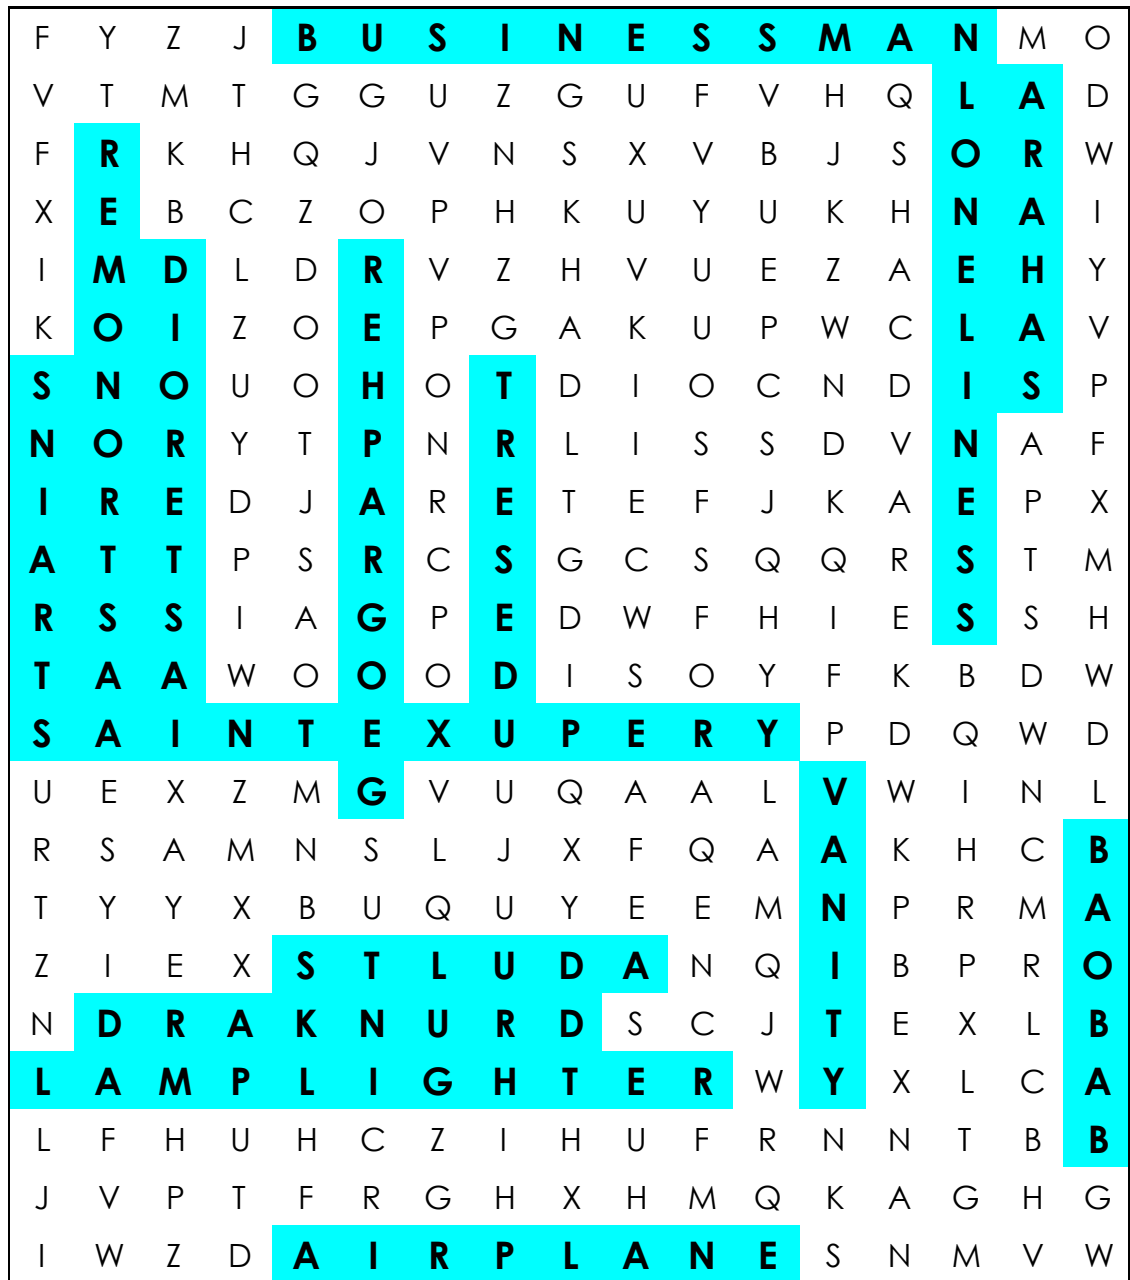 F Y Z J B U S I N E S S M A N M O
V T M T G G U Z G U F V H Q L A D
F R K H Q J V N S X V B J S O R W
X E B C Z O P H K U Y U K H N A I
I M D L D R V Z H V U E Z A E H Y
K O I Z O E P G A K U P W C L A V
S N O U O H O T D I O C N D I S P
N O R Y T P N R L I S S D V N A F
I R E D J A R E T E F J K A E P X
A T T P S R C S G C S Q Q R S T M
R S S I A G P E D W F H I E S S H
T A A W O O O D I S O Y F K B D W
S A I N T E X U P E R Y P D Q W D
U E X Z M G V U Q A A L V W I N L
R S A M N S L J X F Q A A K H C B
T Y Y X B U Q U Y E E M N P R M A
Z I E X S T L U D A N Q I B P R O
N D R A K N U R D S C J T E X L B
L A M P L I G H T E R W Y X L C A
L F H U H C Z I H U F R N N T B B
J V P T F R G H X H M Q K A G H G
I W Z D A I R P L A N E S N M V W